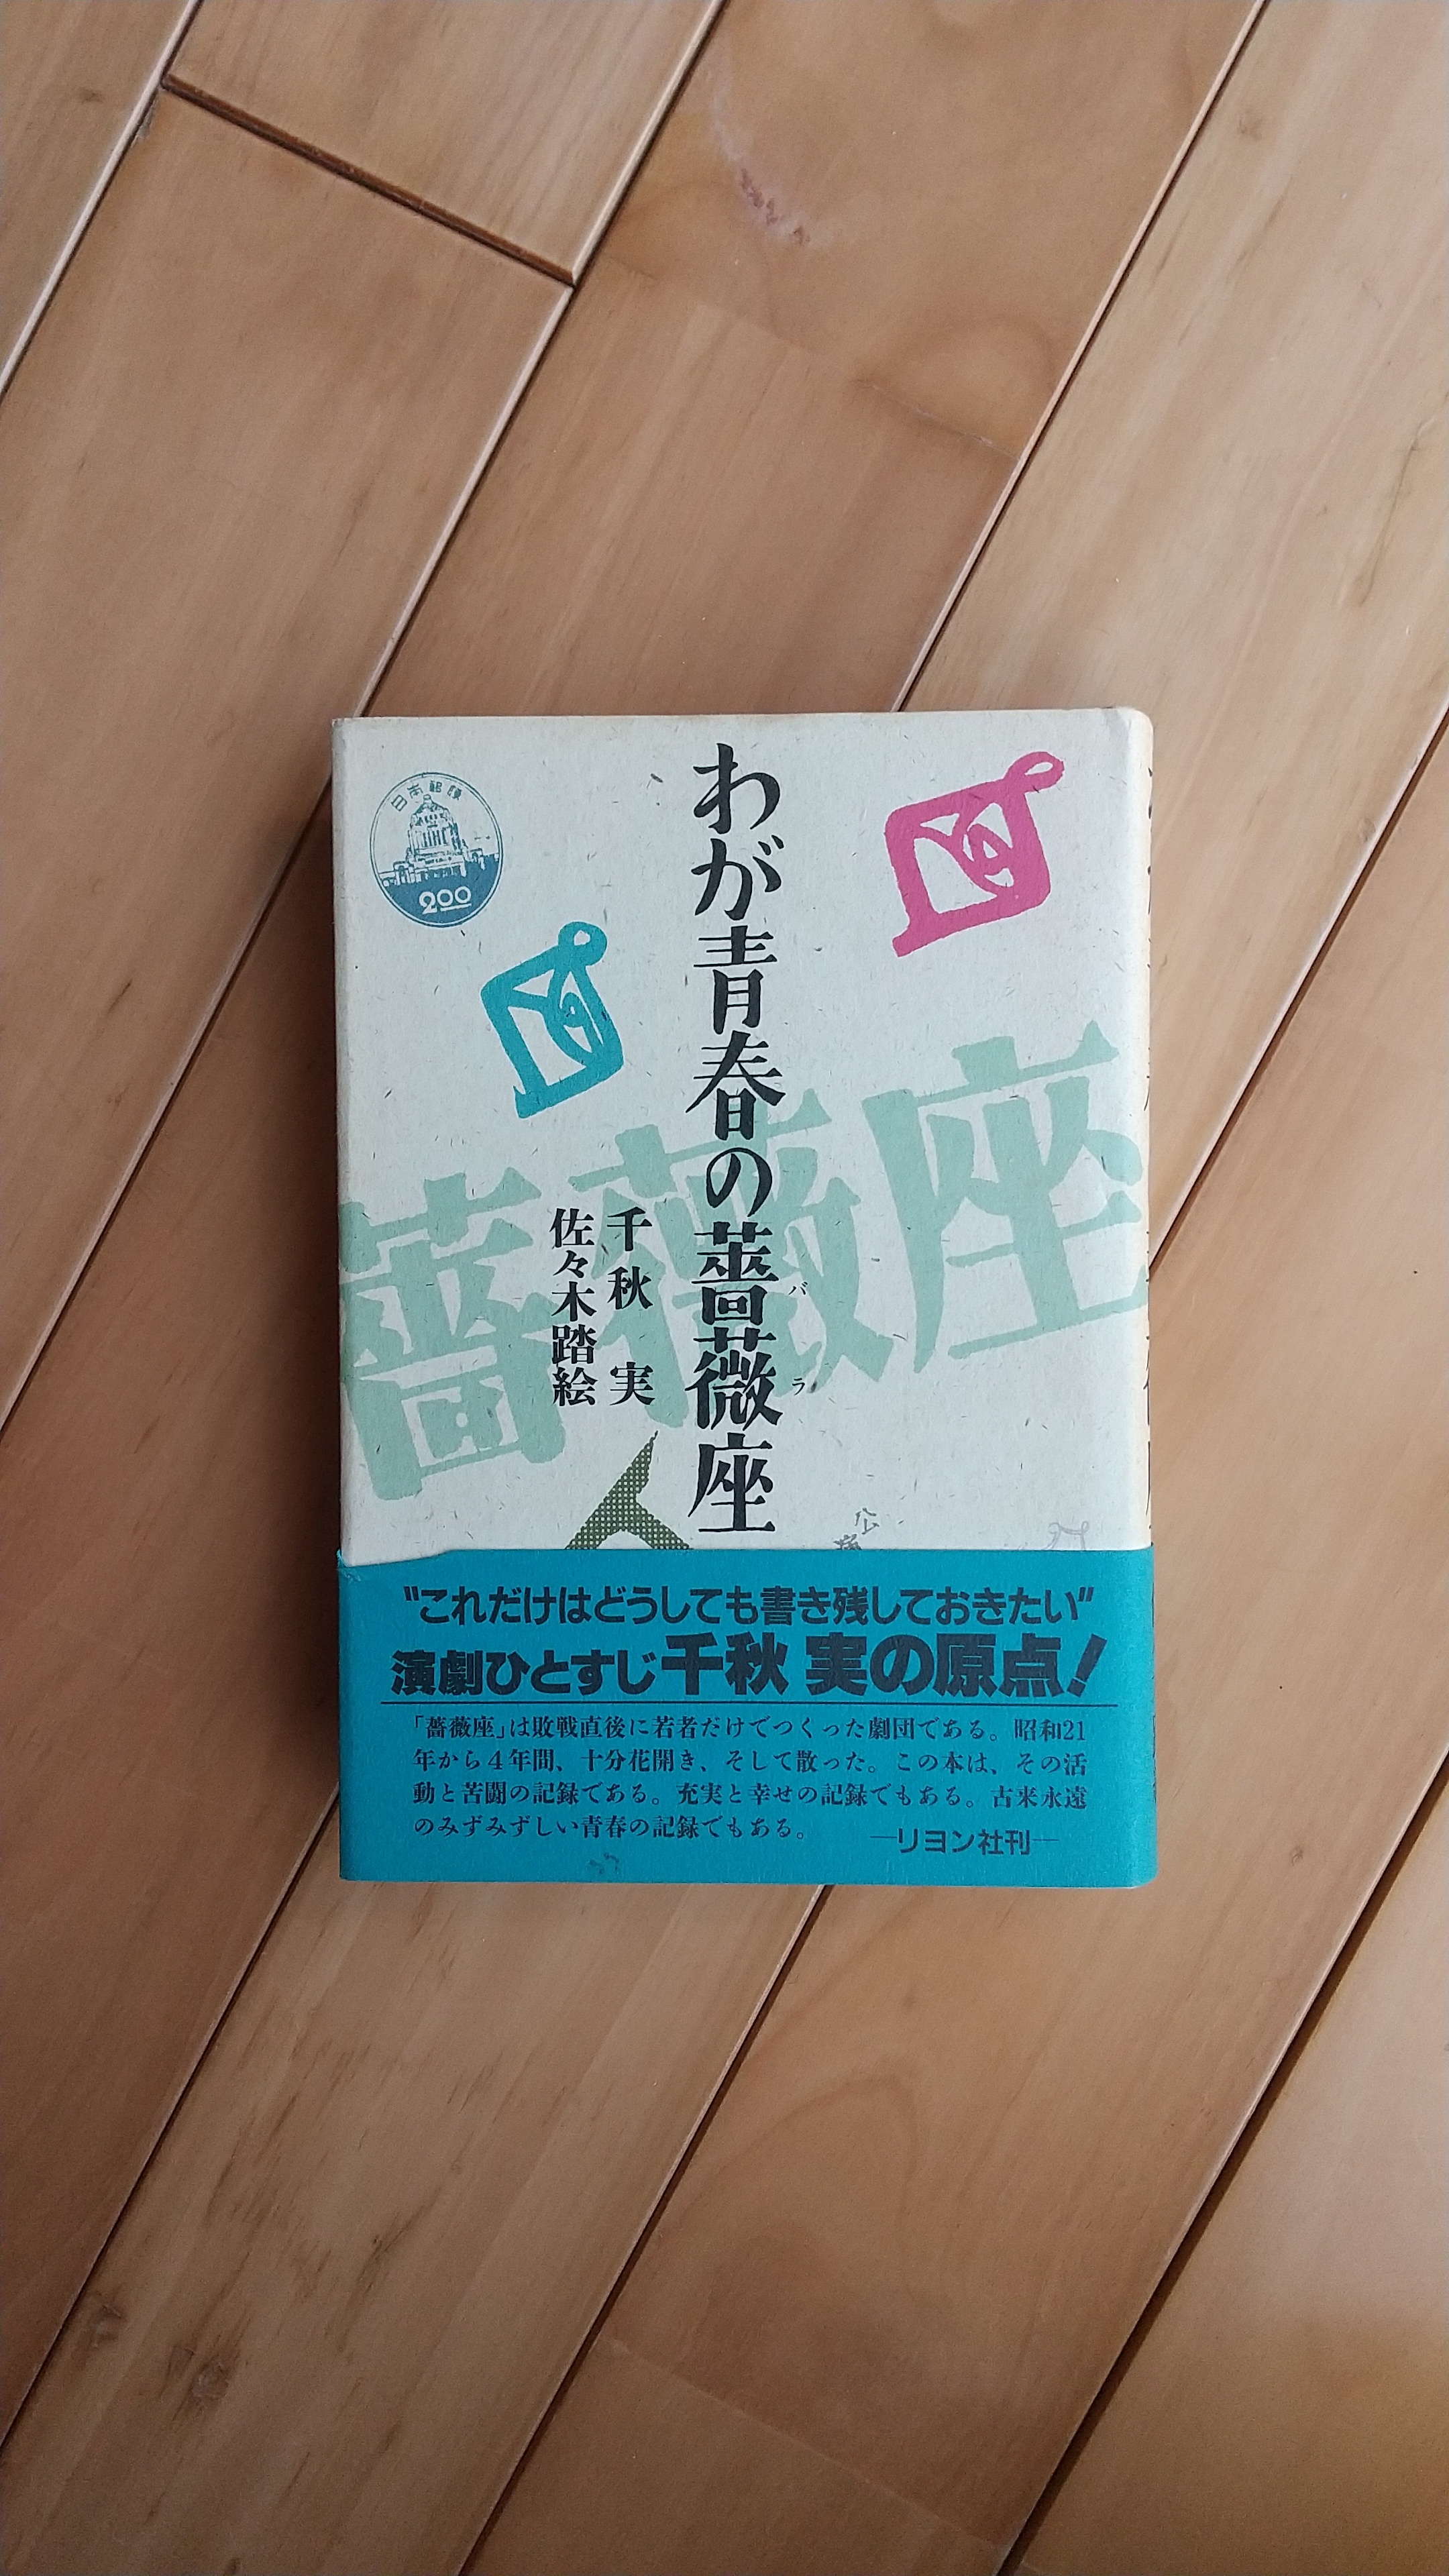 わが青春の薔薇座
バラ
千秋 実
佐々木踏絵
日本郵便
200
薔薇座
公
"これだけはどうしても書き残しておきたい"
演劇ひとすじ千秋 実の原点!
「薔薇座」は敗戦直後に若者だけでつくった劇団である。昭和21
年から4年間、十分花開き、そして散った。この本は、その活
動と苦闘の記録である。充実と幸せの記録でもある。古来永遠
のみずみずしい青春の記録でもある。
―リヨン社刊―